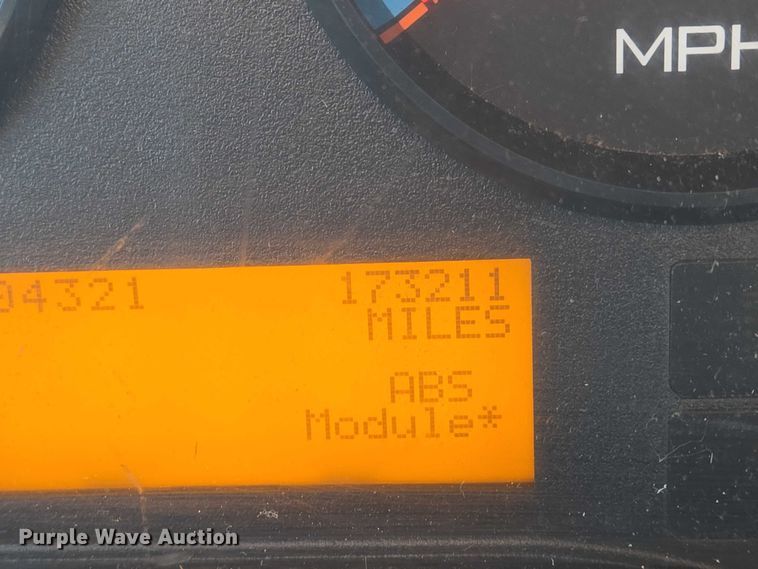 MPH
04321 173211
MILES
ABS
Module*
Purple Wave Auction